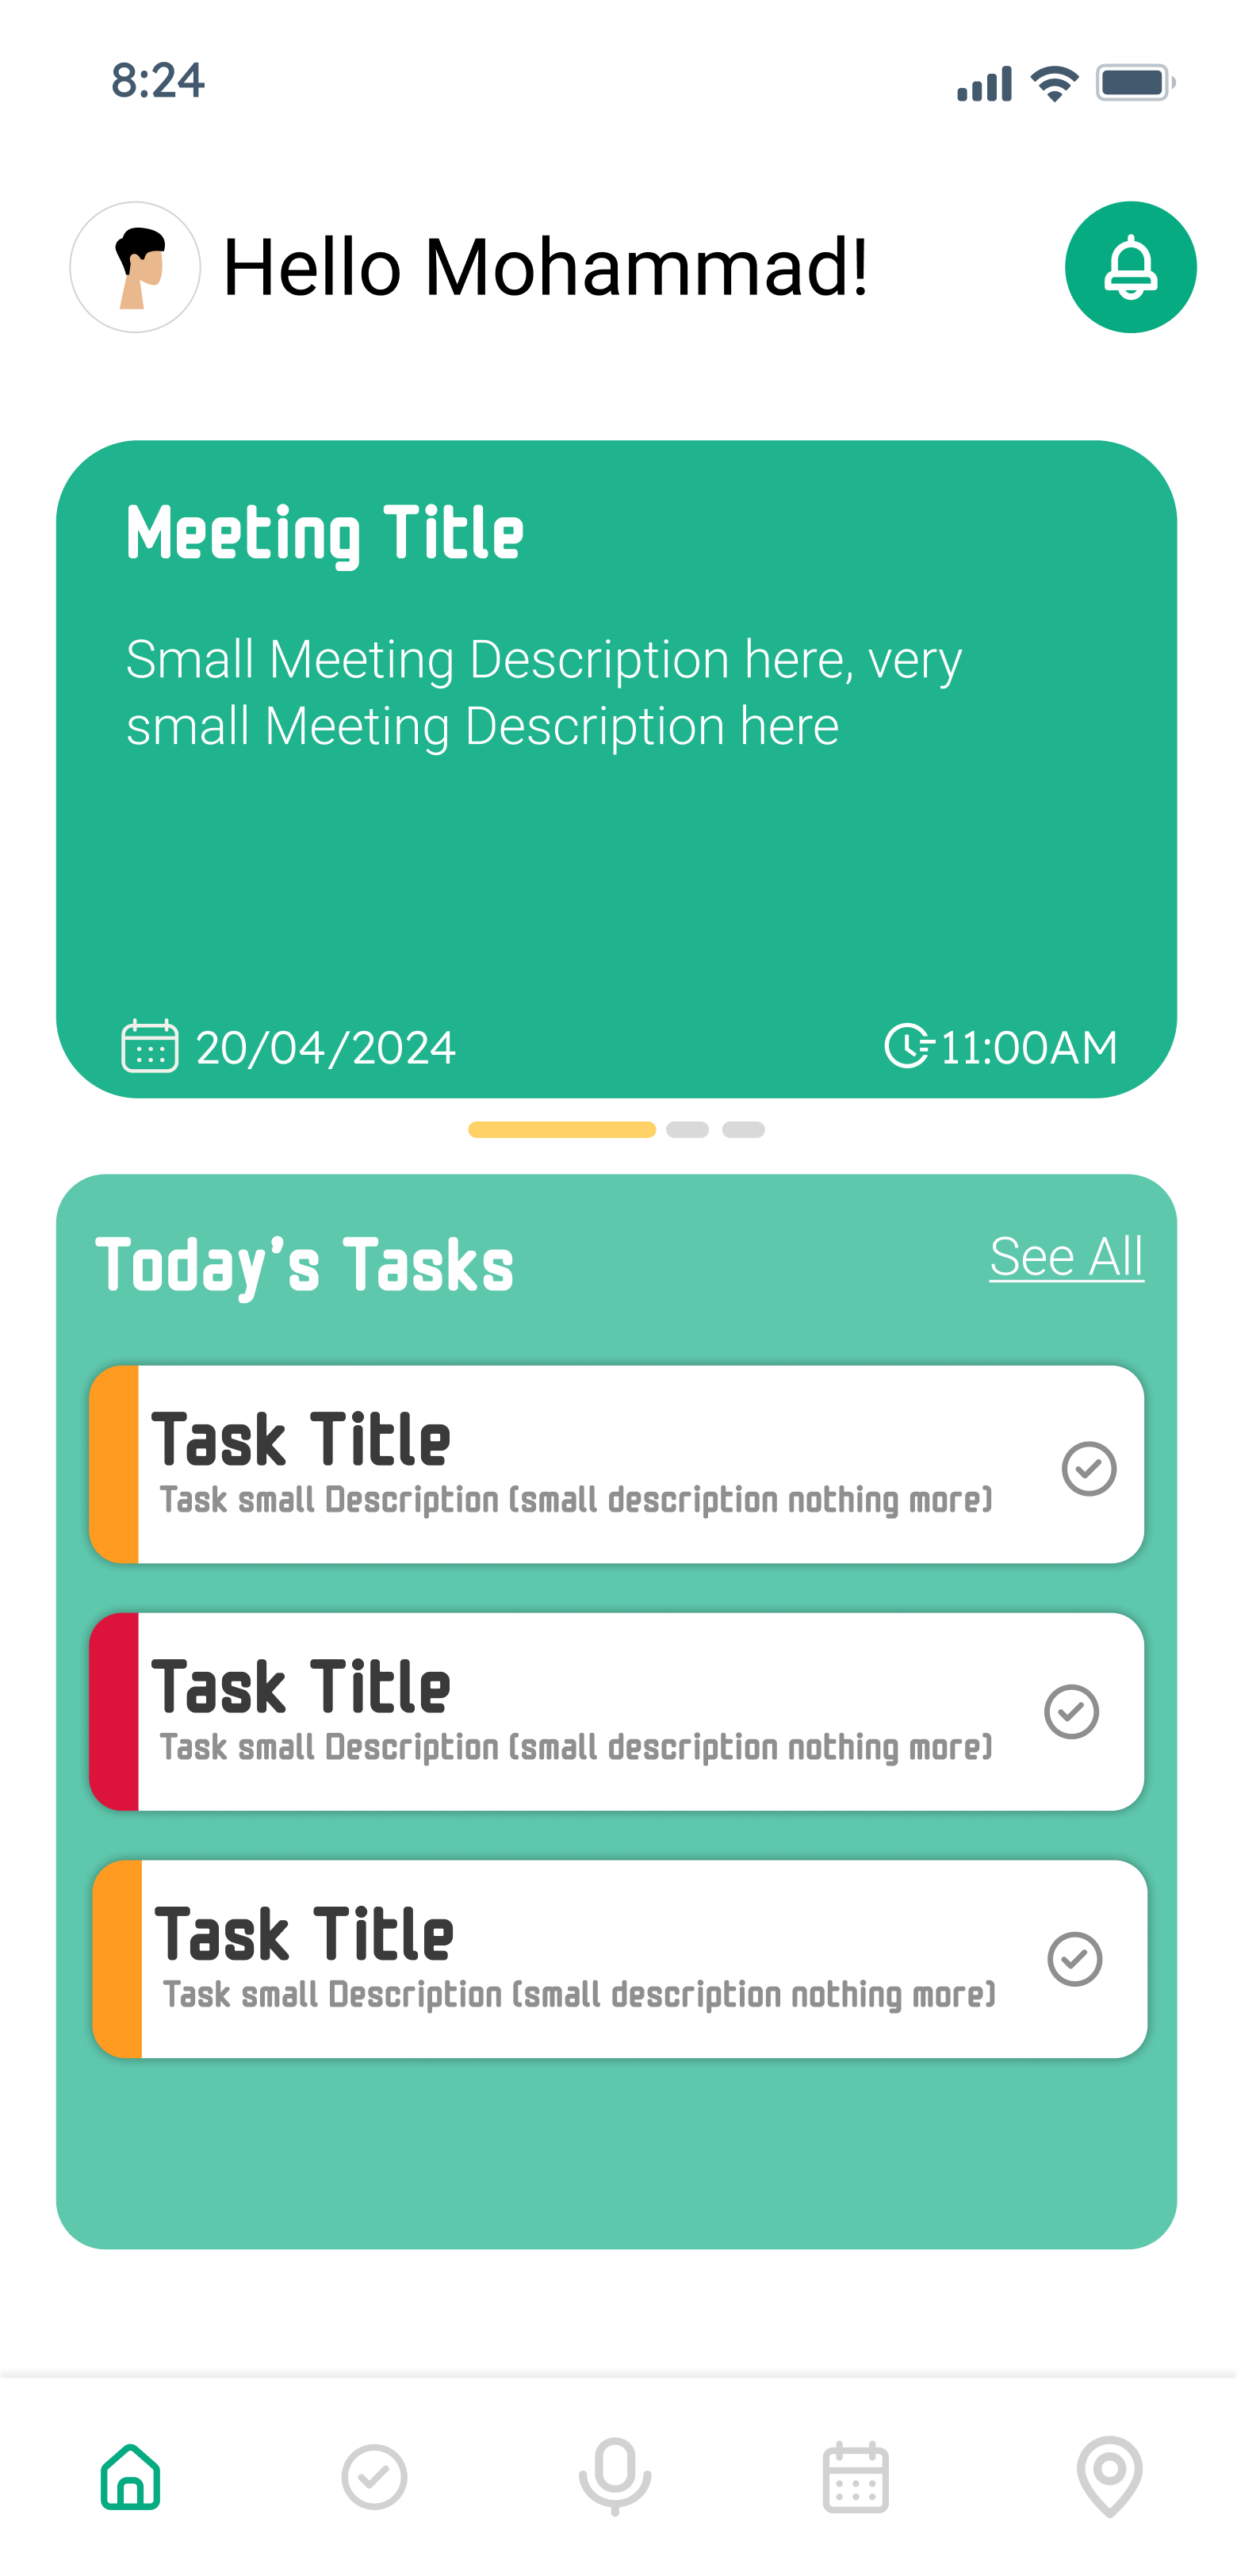 8:24
Hello Mohammad!
Meeting Title
Small Meeting Description here, very
small Meeting Description here
20/04/2024
11:00AM
Today's Tasks
See All
Task Title
Task small Description (small description nothing more)
Task Title
Task small Description (small description nothing more)
Task Title
Task small Description (small description nothing more)